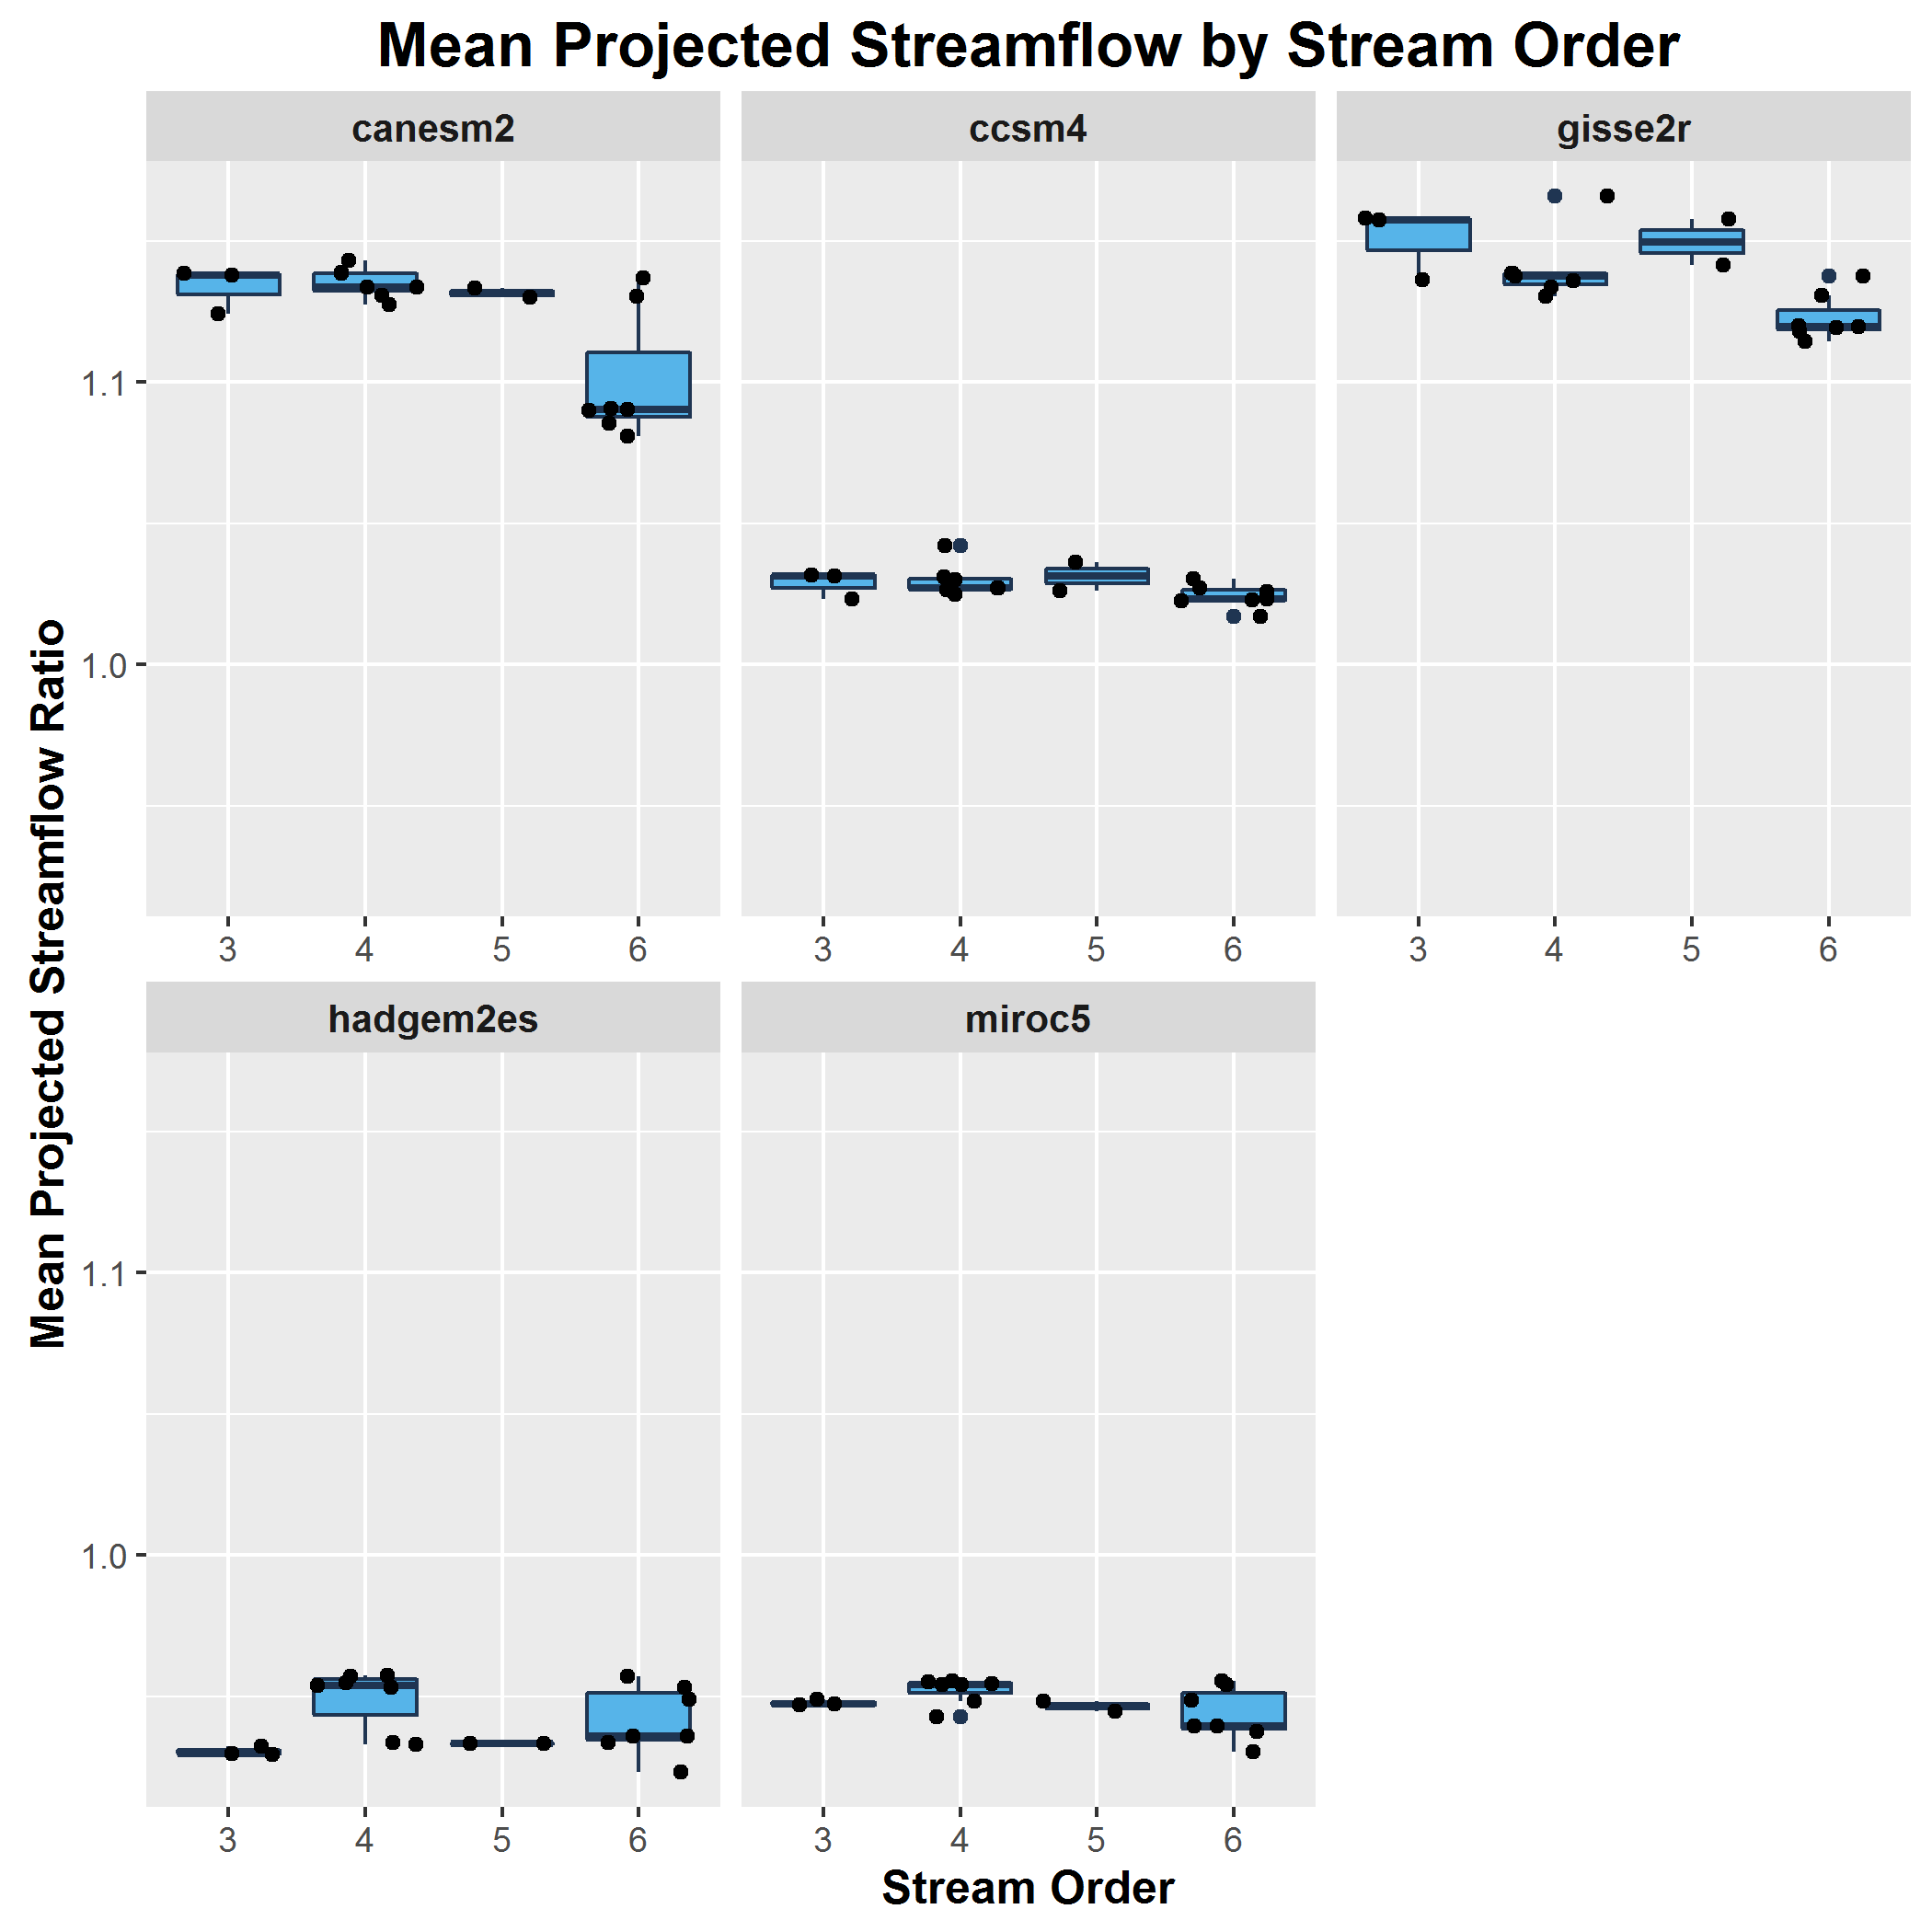 Mean Projected Streamflow by Stream Order
canesm2 ccsm4 gisse2r
1.1
1.0
3 4 5 6 3 4 5 6 3 4 5 6
Mean Projected Streamflow Ratio
hadgem2es miroc5
1.1
1.0
3 4 5 6 3 4 5 6
Stream Order